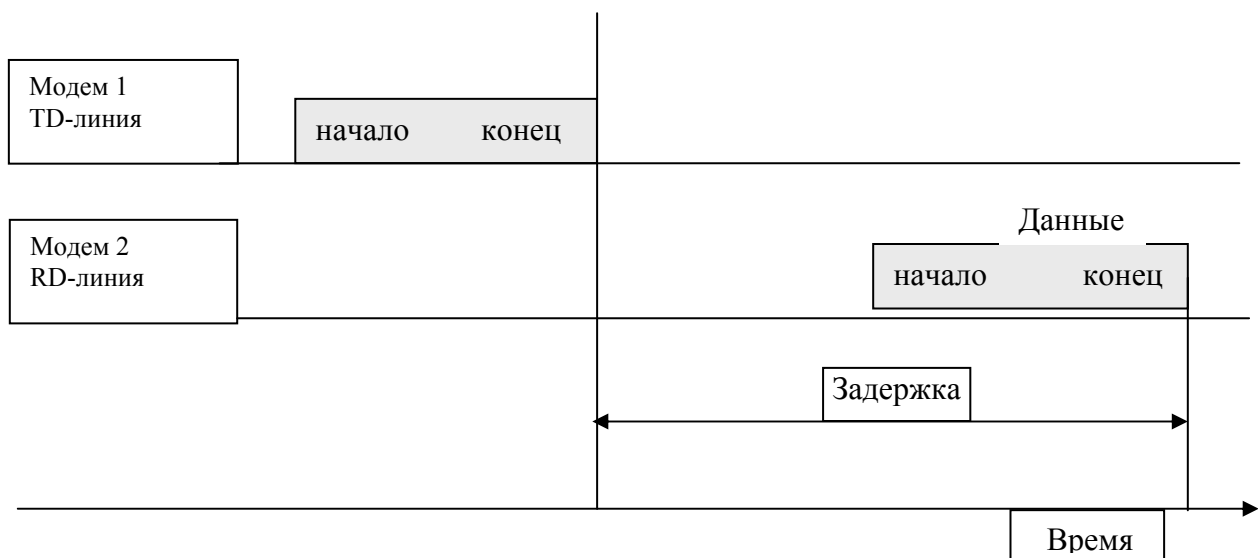 Модем 1
TD-линия
начало конец
Данные
Модем 2
RD-линия
начало конец
Задержка
Время